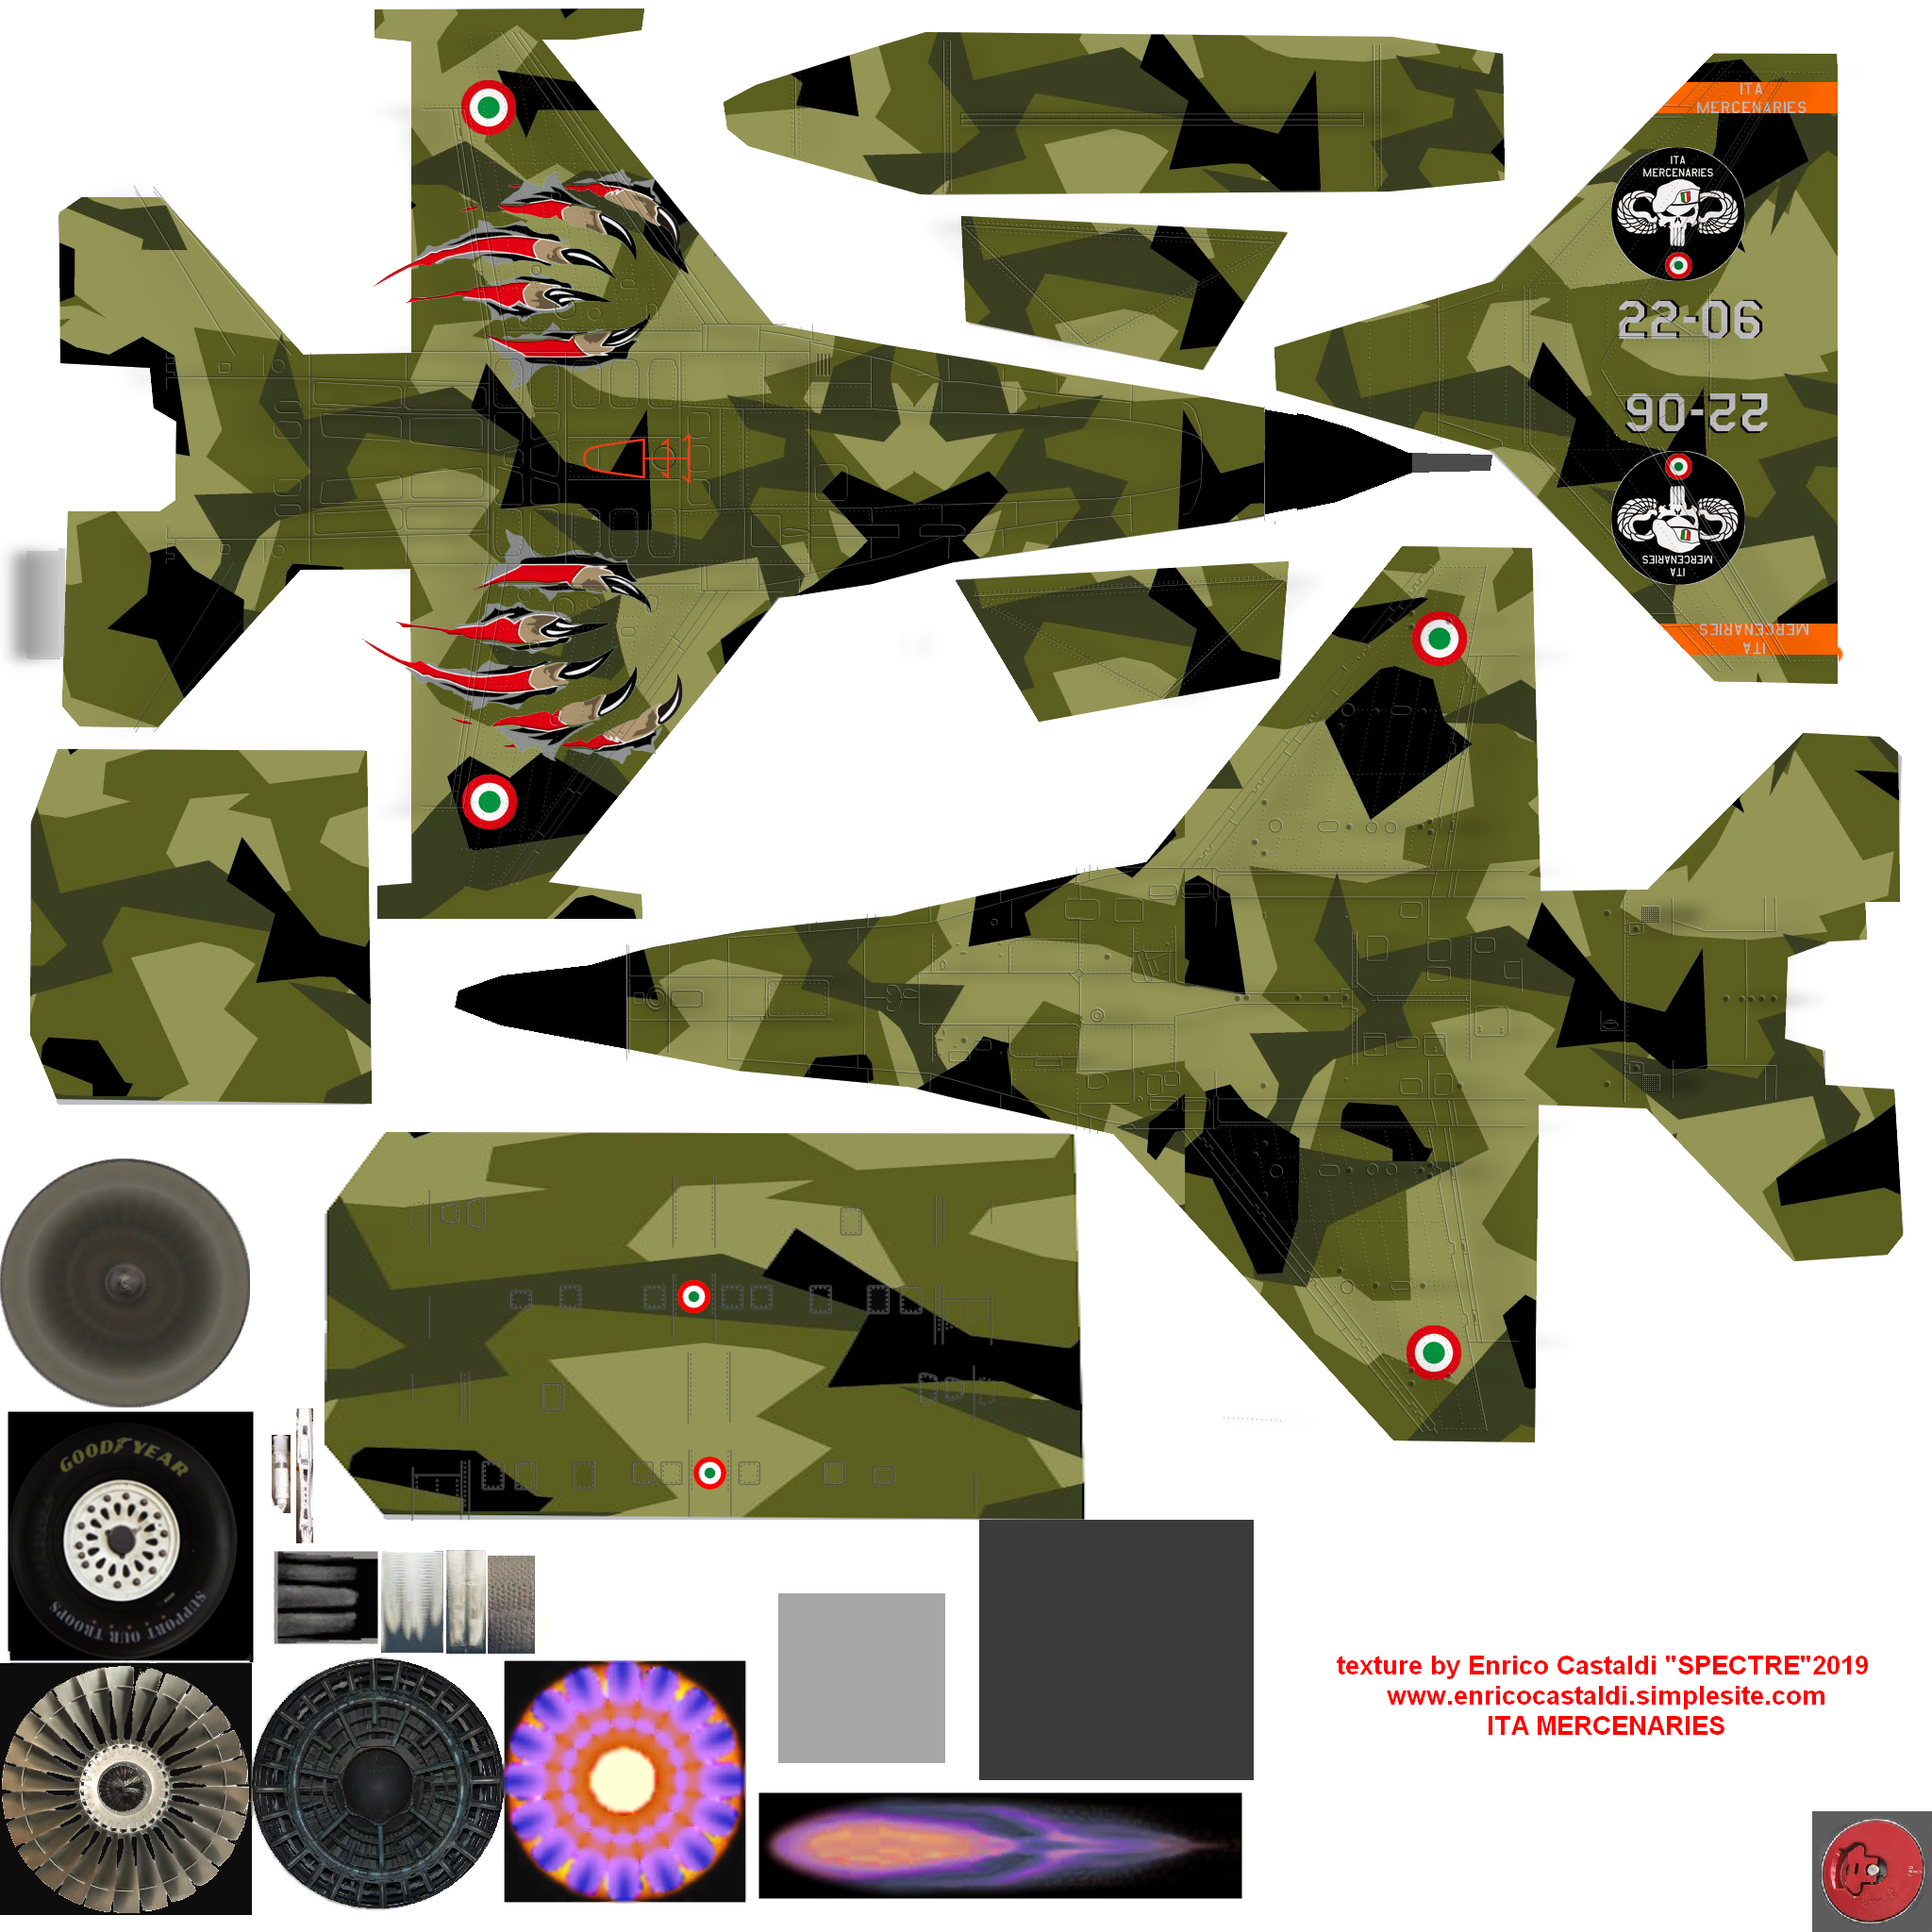 ITA
MERCENARIES
ITA
MERCENARIES
22-06
22-06
ITA
MERCENARIES
ITA
MERCENARIES
GOODYEAR
SUPPORT OUR TROOPS
texture by Enrico Castaldi "SPECTRE"2019
www.enricocastaldi.simplesite.com
ITA MERCENARIES